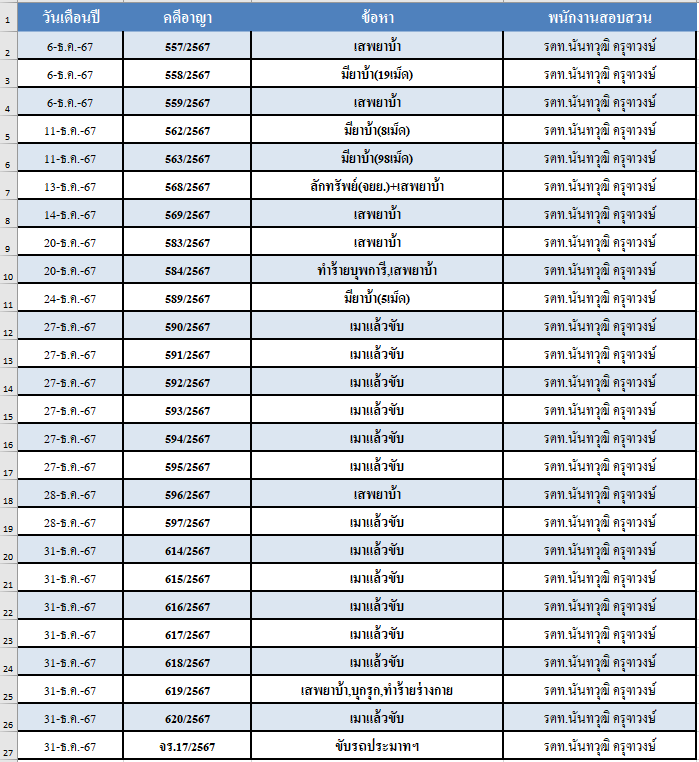 1 วันเดือนปี คดีอาญา ข้อหา พนักงานสอบสวน
2 6-ธ.ค.-67 557/2567 เสพยาบ้า รตท.นันทวุฒิ ครุฑวงษ์
3 6-ธ.ค.-67 558/2567 มียาบ้า(19เม็ด) รตท.นันทวุฒิ ครุฑวงษ์
4 6-ธ.ค.-67 559/2567 เสพยาบ้า รตท.นันทวุฒิ ครุฑวงษ์
5 11-ธ.ค.-67 562/2567 มียาบ้า(8เม็ด) รตท.นันทวุฒิ ครุฑวงษ์
6 11-ธ.ค.-67 563/2567 มียาบ้า(98เม็ด) รตท.นันทวุฒิ ครุฑวงษ์
7 13-ธ.ค.-67 568/2567 ลักทรัพย์(จยย.)+เสพยาบ้า รตท.นันทวุฒิ ครุฑวงษ์
8 14-ธ.ค.-67 569/2567 เสพยาบ้า รตท.นันทวุฒิ ครุฑวงษ์
9 20-ธ.ค.-67 583/2567 เสพยาบ้า รตท.นันทวุฒิ ครุฑวงษ์
10 20-ธ.ค.-67 584/2567 ทำร้ายบุพการี,เสพยาบ้า รตท.นันทวุฒิ ครุฑวงษ์
11 24-ธ.ค.-67 589/2567 มียาบ้า(5เม็ด) รตท.นันทวุฒิ ครุฑวงษ์
12 27-ธ.ค.-67 590/2567 เมาแล้วขับ รตท.นันทวุฒิ ครุฑวงษ์
13 27-ธ.ค.-67 591/2567 เมาแล้วขับ รตท.นันทวุฒิ ครุฑวงษ์
14 27-ธ.ค.-67 592/2567 เมาแล้วขับ รตท.นันทวุฒิ ครุฑวงษ์
15 27-ธ.ค.-67 593/2567 เมาแล้วขับ รตท.นันทวุฒิ ครุฑวงษ์
16 27-ธ.ค.-67 594/2567 เมาแล้วขับ รตท.นันทวุฒิ ครุฑวงษ์
17 27-ธ.ค.-67 595/2567 เมาแล้วขับ รตท.นันทวุฒิ ครุฑวงษ์
18 28-ธ.ค.-67 596/2567 เสพยาบ้า รตท.นันทวุฒิ ครุฑวงษ์
19 28-ธ.ค.-67 597/2567 เมาแล้วขับ รตท.นันทวุฒิ ครุฑวงษ์
20 31-ธ.ค.-67 614/2567 เมาแล้วขับ รตท.นันทวุฒิ ครุฑวงษ์
21 31-ธ.ค.-67 615/2567 เมาแล้วขับ รตท.นันทวุฒิ ครุฑวงษ์
22 31-ธ.ค.-67 616/2567 เมาแล้วขับ รตท.นันทวุฒิ ครุฑวงษ์
23 31-ธ.ค.-67 617/2567 เมาแล้วขับ รตท.นันทวุฒิ ครุฑวงษ์
24 31-ธ.ค.-67 618/2567 เมาแล้วขับ รตท.นันทวุฒิ ครุฑวงษ์
25 31-ธ.ค.-67 619/2567 เสพยาบ้า,บุกรุก,ทำร้ายร่างกาย รตท.นันทวุฒิ ครุฑวงษ์
26 31-ธ.ค.-67 620/2567 เมาแล้วขับ รตท.นันทวุฒิ ครุฑวงษ์
27 31-ธ.ค.-67 จร.17/2567 ขับรถประมาทฯ รตท.นันทวุฒิ ครุฑวงษ์